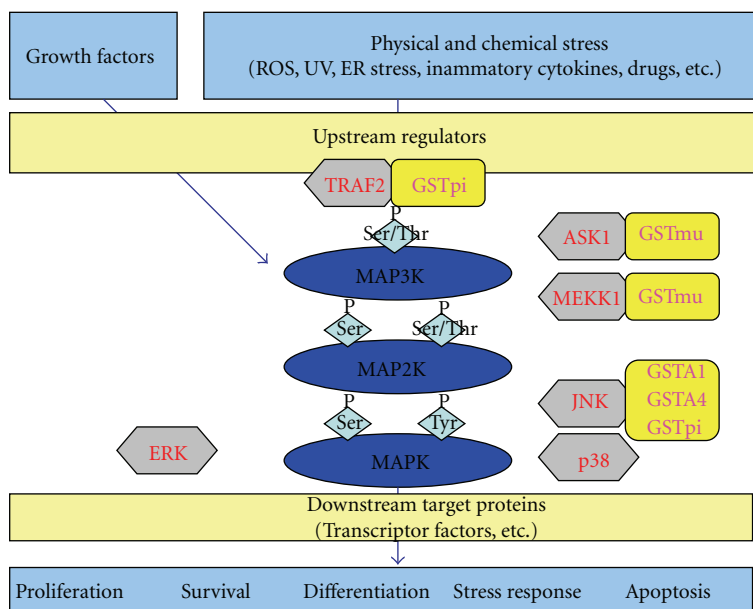 Growth factors
Physical and chemical stress
(ROS, UV, ER stress, inammatory cytokines, drugs, etc.)
Upstream regulators
TRAF2
GSTpi
P
Ser/Thr
MAP3K
ASK1
GSTmu
MEKK1
GSTmu
P
Ser
P
Ser/Thr
MAP2K
P
Ser
P
Tyr
MAPK
ERK
JNK
GSTA1
GSTA4
GSTpi
p38
Downstream target proteins
(Transcriptor factors, etc.)
Proliferation Survival Differentiation Stress response Apoptosis